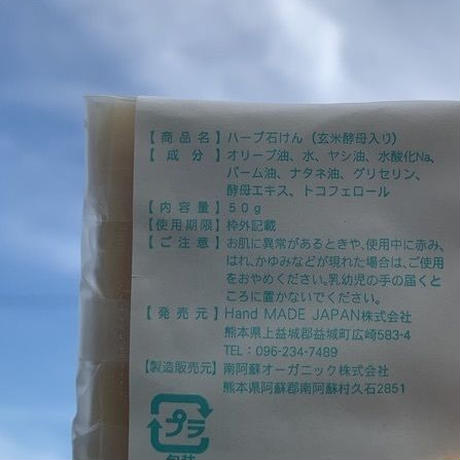 【商品名】ハーブ石けん（玄米酵母入り）
【成分】オリーブ油、水、ヤシ油、水酸化Na、
パーム油、ナタネ油、グリセリン、
酵母エキス、トコフェロール
【内容量】50g
【使用期限】枠外記載
【ご注意】お肌に異常があるときや、使用中に赤み、
はれ、かゆみなどが現れた場合は、ご使用
をおやめください。乳幼児の手の届くと
ころに置かないでください。
【発売元】Hand MADE JAPAN株式会社
熊本県上益城郡益城町広崎583-4
TEL：096-234-7489
【製造販売元】南阿蘇オーガニック株式会社
熊本県阿蘇郡南阿蘇村久石2851
プラ